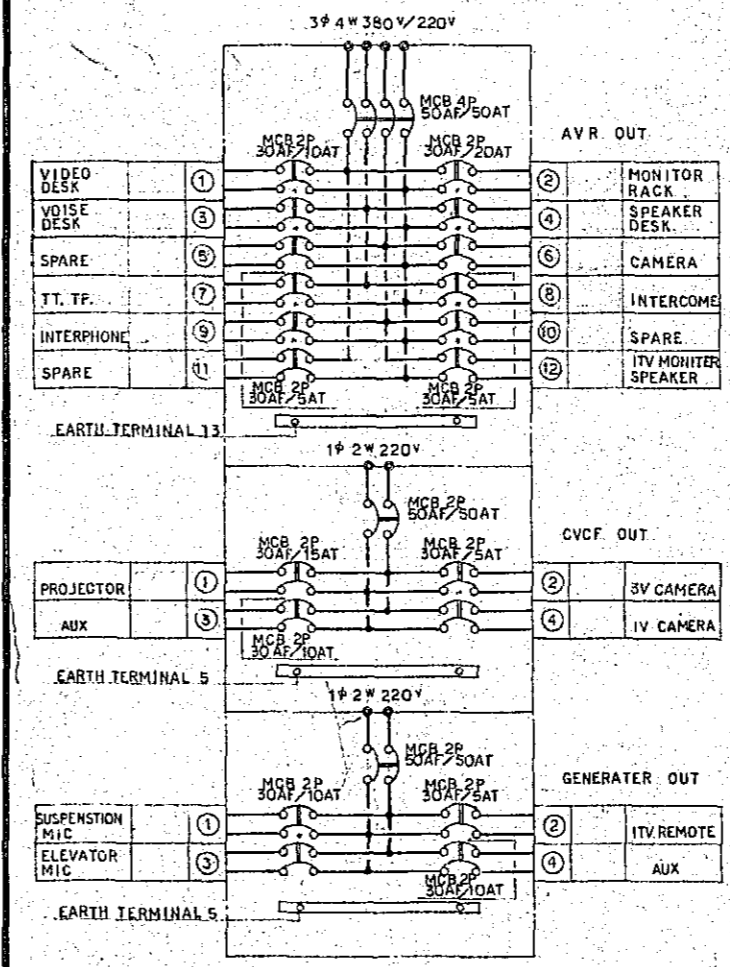 3φ 4W 380V/220V
MCB 4P
50AF/50AT
AVR. OUT
MCB 2P
30AF/10AT
MCB 2P
30AF/20AT
VIDEO
DESK
①
②
MONITOR
RACK
VOISE
DESK
③
④
SPEAKER
DESK.
SPARE
⑤
⑥
CAMERA
TT. TP.
⑦
⑧
INTERCOME
INTERPHONE
⑨
⑩
SPARE
SPARE
⑪
⑫
ITV MONITER
SPEAKER
MCB 2P
30AF/5AT
MCB 2P
30AF/5AT
EARTH TERMINAL 13
1φ 2W 220V
MCB 2P
50AF/50AT
CVCF OUT
MCB 2P
30AF/15AT
MCB 2P
30AF/5AT
PROJECTOR
①
②
3V CAMERA
AUX
③
④
1V CAMERA
MCB 2P
30AF/10AT
EARTH TERMINAL 5
1φ 2W 220V
MCB 2P
50AF/50AT
GENERATER OUT
MCB 2P
30AF/10AT
MCB 2P
30AF/5AT
SUSPENSTION
MIC
①
②
ITV.REMOTE
ELEVATOR
MIC
③
④
AUX
MCB 2P
30AF/10AT
EARTH TERMINAL 5